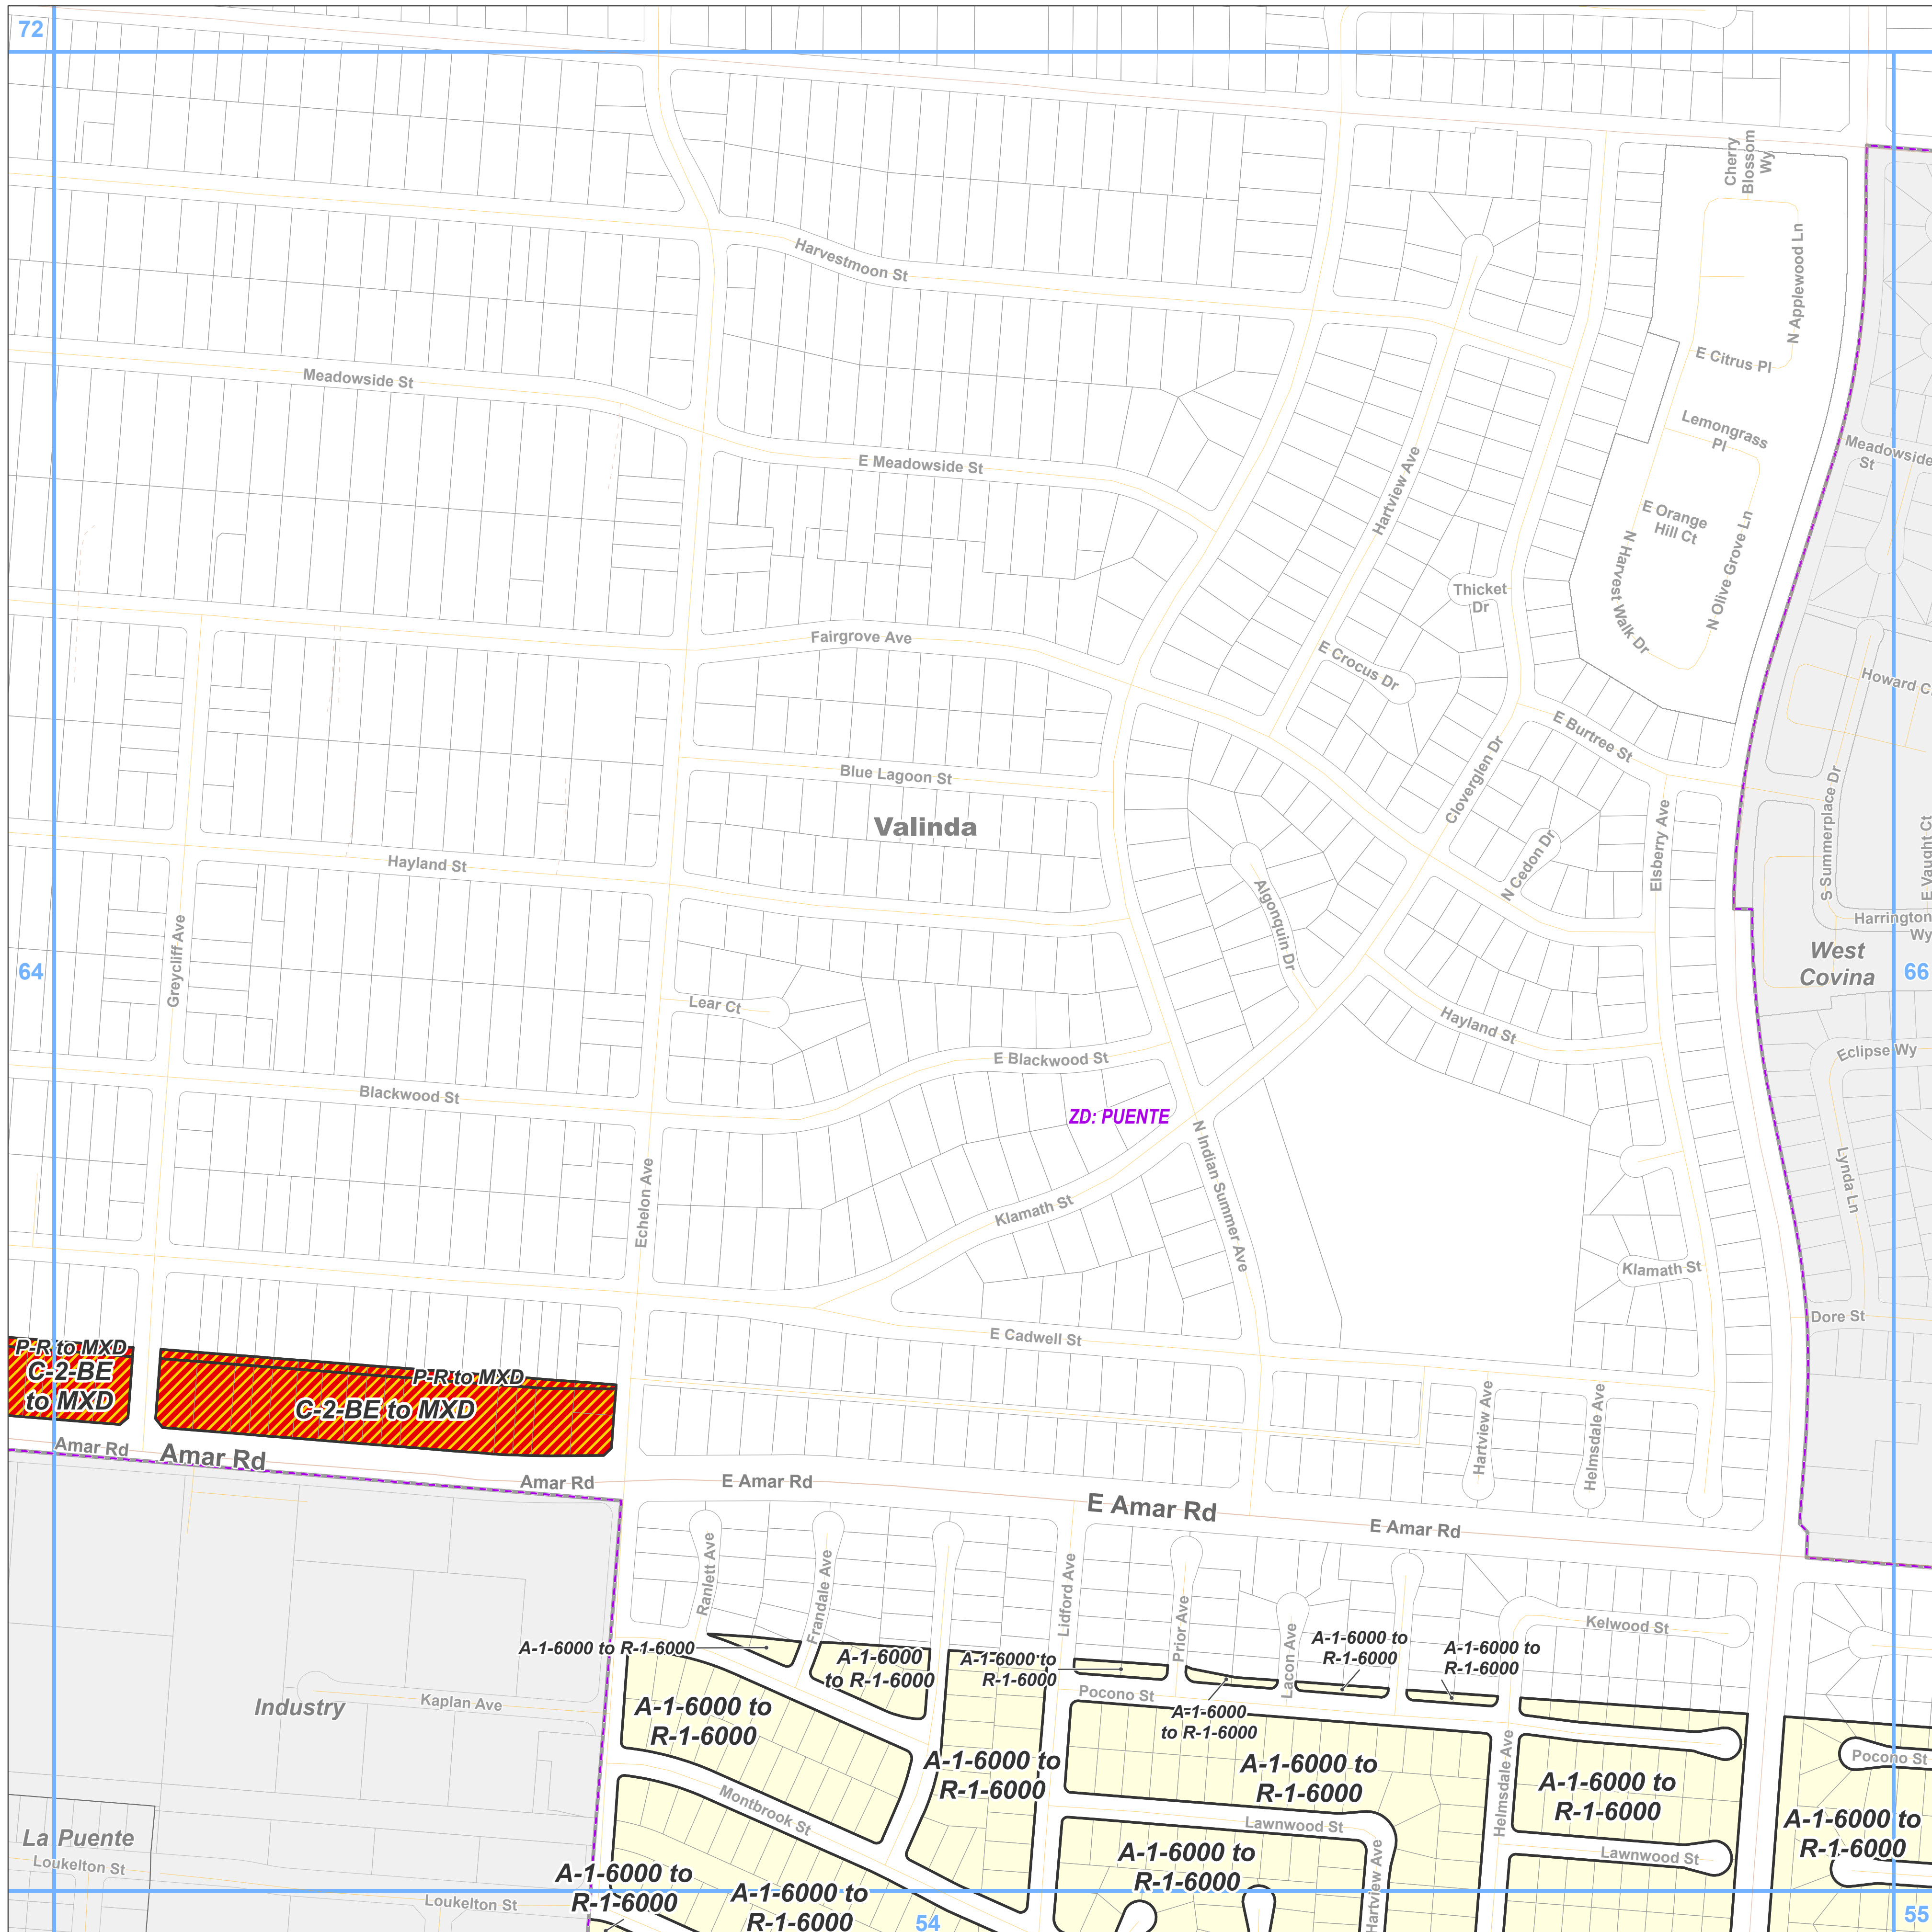 72
Cherry
Blossom
Wy
Harvestmoon St
N Applewood Ln
E Citrus Pl
Meadowside St
Lemongrass
Pl
E Meadowside St
Meadowside
St
Hartview Ave
E Orange
Hill Ct
N Olive Grove Ln
N Harvest Walk Dr
Thicket
Dr
Fairgrove Ave
E Crocus Dr
Howard C
E Burtree St
Blue Lagoon St
Cloverglen Dr
Valinda
S Summerplace Dr
Elsberry Ave
E Vaught Ct
N Cedon Dr
Hayland St
Algonquin Dr
Harrington
Wy
Greycliff Ave
West
Covina
64
66
Lear Ct
Hayland St
E Blackwood St
Eclipse Wy
Blackwood St
ZD: PUENTE
N Indian Summer Ave
Lynda Ln
Echelon Ave
Klamath St
Klamath St
Dore St
E Cadwell St
P-R to MXD
C-2-BE
to MXD
P-R to MXD
C-2-BE to MXD
Hartview Ave
Helmsdale Ave
Amar Rd
Amar Rd
Amar Rd
E Amar Rd
E Amar Rd
E Amar Rd
Ranlett Ave
Frandale Ave
Lidford Ave
Prior Ave
Lacon Ave
Kelwood St
A-1-6000 to R-1-6000
A-1-6000
to R-1-6000
A-1-6000 to
R-1-6000
A-1-6000 to
R-1-6000
A-1-6000 to
R-1-6000
Pocono St
A-1-6000
to R-1-6000
Industry
Kaplan Ave
A-1-6000 to
R-1-6000
A-1-6000 to
R-1-6000
A-1-6000 to
R-1-6000
Helmsdale Ave
A-1-6000 to
R-1-6000
Pocono St
A-1-6000 to
R-1-6000
Montbrook St
Lawnwood St
Lawnwood St
La Puente
Loukelton St
Loukelton St
A-1-6000 to
R-1-6000
A-1-6000 to
R-1-6000
A-1-6000 to
R-1-6000
Hartview Ave
54
55